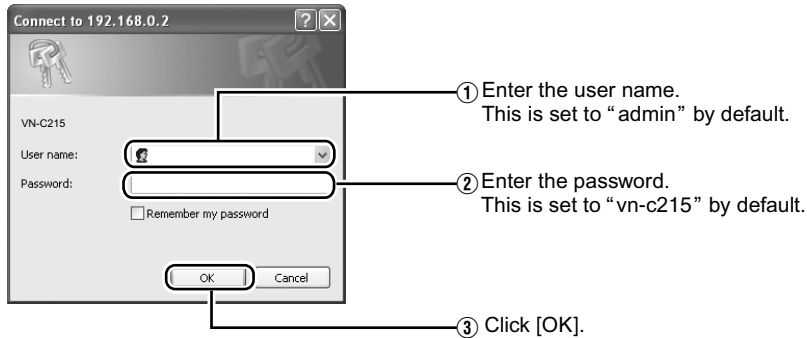 Connect to 192.168.0.2
VN-C215
User name:
Password:
Remember my password
OK
Cancel
① Enter the user name.
This is set to “admin” by default.
② Enter the password.
This is set to “vn-c215” by default.
③ Click [OK].